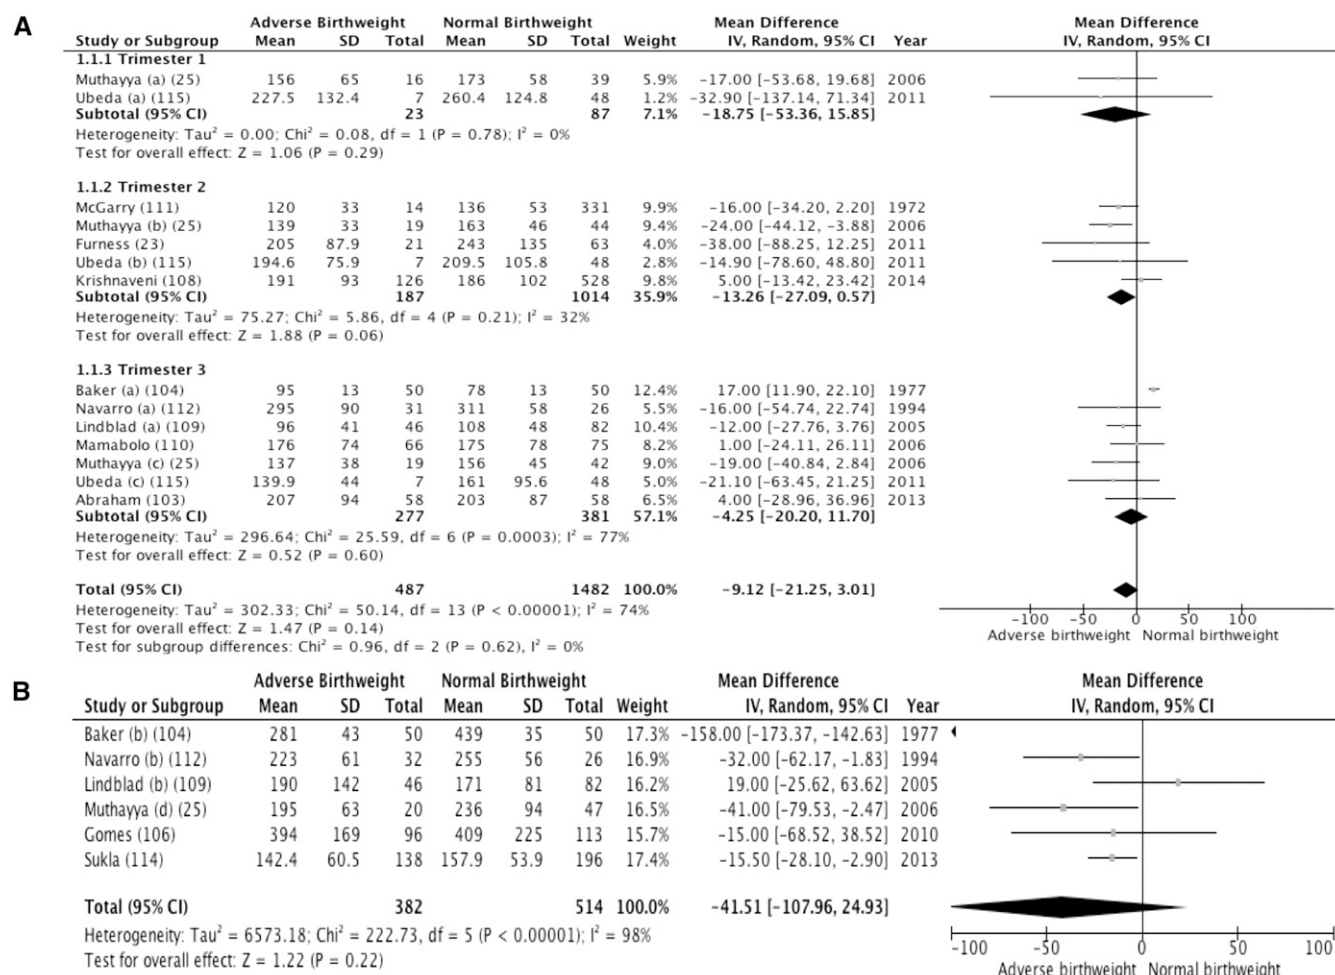 A
Adverse Birthweight Normal Birthweight Mean Difference Mean Difference
Study or Subgroup Mean SD Total Mean SD Total Weight IV, Random, 95% CI Year IV, Random, 95% CI
1.1.1 Trimester 1
Muthayya (a) (25) 156 65 16 173 58 39 5.9% −17.00 [−53.68, 19.68] 2006
Ubeda (a) (115) 227.5 132.4 7 260.4 124.8 48 1.2% −32.90 [−137.14, 71.34] 2011
Subtotal (95% CI) 23 87 7.1% −18.75 [−53.36, 15.85]
Heterogeneity: Tau² = 0.00; Chi² = 0.08, df = 1 (P = 0.78); I² = 0%
Test for overall effect: Z = 1.06 (P = 0.29)
1.1.2 Trimester 2
McGarry (111) 120 33 14 136 53 331 9.9% −16.00 [−34.20, 2.20] 1972
Muthayya (b) (25) 139 33 19 163 46 44 9.4% −24.00 [−44.12, −3.88] 2006
Furness (23) 205 87.9 21 243 135 63 4.0% −38.00 [−88.25, 12.25] 2011
Ubeda (b) (115) 194.6 75.9 7 209.5 105.8 48 2.8% −14.90 [−78.60, 48.80] 2011
Krishnaveni (108) 191 93 126 186 102 528 9.8% 5.00 [−13.42, 23.42] 2014
Subtotal (95% CI) 187 1014 35.9% −13.26 [−27.09, 0.57]
Heterogeneity: Tau² = 75.27; Chi² = 5.86, df = 4 (P = 0.21); I² = 32%
Test for overall effect: Z = 1.88 (P = 0.06)
1.1.3 Trimester 3
Baker (a) (104) 95 13 50 78 13 50 12.4% 17.00 [11.90, 22.10] 1977
Navarro (a) (112) 295 90 31 311 58 26 5.5% −16.00 [−54.74, 22.74] 1994
Lindblad (a) (109) 96 41 46 108 48 82 10.4% −12.00 [−27.76, 3.76] 2005
Mamabolo (110) 176 74 66 175 78 75 8.2% 1.00 [−24.11, 26.11] 2006
Muthayya (c) (25) 137 38 19 156 45 42 9.0% −19.00 [−40.84, 2.84] 2006
Ubeda (c) (115) 139.9 44 7 161 95.6 48 5.0% −21.10 [−63.45, 21.25] 2011
Abraham (103) 207 94 58 203 87 58 6.5% 4.00 [−28.96, 36.96] 2013
Subtotal (95% CI) 277 381 57.1% −4.25 [−20.20, 11.70]
Heterogeneity: Tau² = 296.64; Chi² = 25.59, df = 6 (P = 0.0003); I² = 77%
Test for overall effect: Z = 0.52 (P = 0.60)
Total (95% CI) 487 1482 100.0% −9.12 [−21.25, 3.01]
Heterogeneity: Tau² = 302.33; Chi² = 50.14, df = 13 (P < 0.00001); I² = 74%
Test for overall effect: Z = 1.47 (P = 0.14)
Test for subgroup differences: Chi² = 0.96, df = 2 (P = 0.62), I² = 0%
−100 −50 0 50 100
Adverse birthweight Normal birthweight
B
Adverse Birthweight Normal Birthweight Mean Difference Mean Difference
Study or Subgroup Mean SD Total Mean SD Total Weight IV, Random, 95% CI Year IV, Random, 95% CI
Baker (b) (104) 281 43 50 439 35 50 17.3% −158.00 [−173.37, −142.63] 1977
Navarro (b) (112) 223 61 32 255 56 26 16.9% −32.00 [−62.17, −1.83] 1994
Lindblad (b) (109) 190 142 46 171 81 82 16.2% 19.00 [−25.62, 63.62] 2005
Muthayya (d) (25) 195 63 20 236 94 47 16.5% −41.00 [−79.53, −2.47] 2006
Gomes (106) 394 169 96 409 225 113 15.7% −15.00 [−68.52, 38.52] 2010
Sukla (114) 142.4 60.5 138 157.9 53.9 196 17.4% −15.50 [−28.10, −2.90] 2013
Total (95% CI) 382 514 100.0% −41.51 [−107.96, 24.93]
Heterogeneity: Tau² = 6573.18; Chi² = 222.73, df = 5 (P < 0.00001); I² = 98%
Test for overall effect: Z = 1.22 (P = 0.22)
−100 −50 0 50 100
Adverse birthweight Normal birthweight